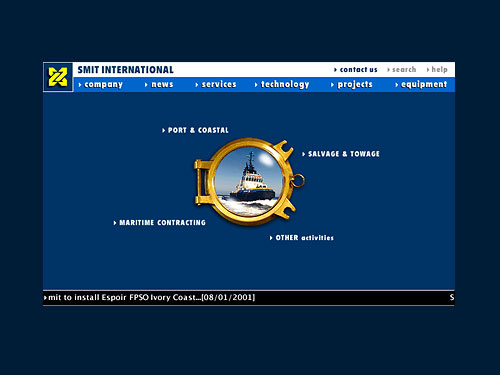 SMIT INTERNATIONAL
contact us search help
company news services technology projects equipment
PORT & COASTAL
SALVAGE & TOWAGE
MARITIME CONTRACTING
OTHER activities
mit to install Espoir FPSO Ivory Coast...[08/01/2001] S